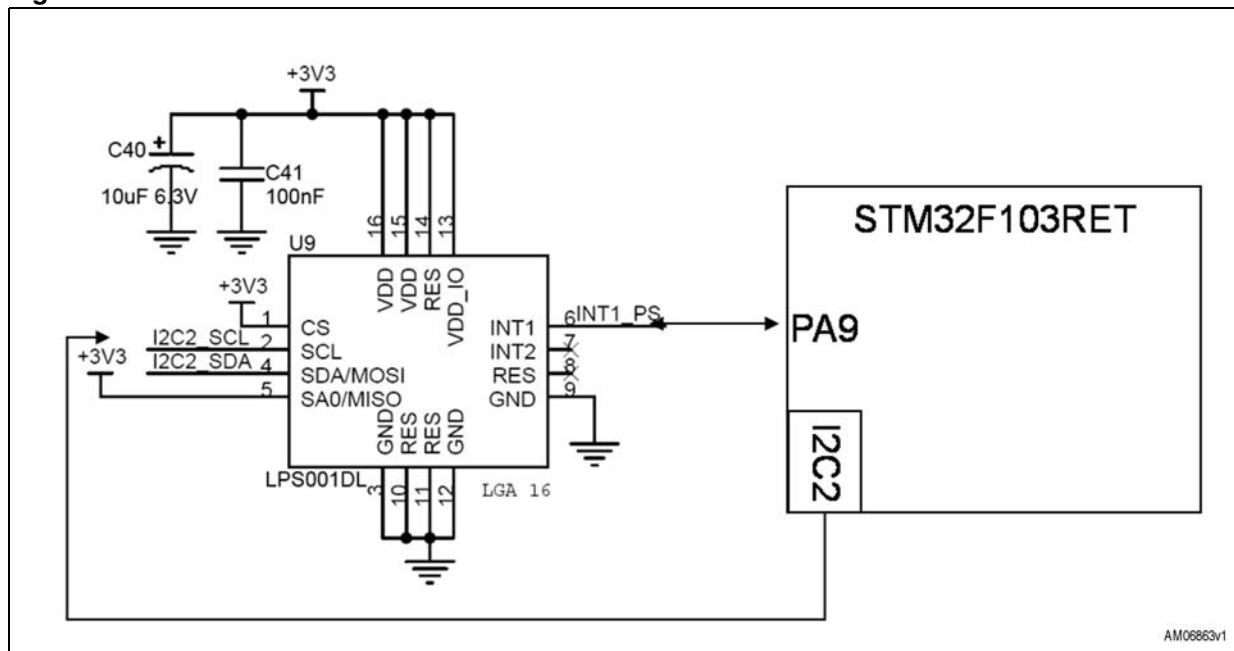 +3V3
C40
+
10uF 6.3V
C41
100nF
U9
16
15
14
13
VDD
VDD
RES
VDD_IO
+3V3
1
CS
I2C2_SCL
2
SCL
+3V3
I2C2_SDA
4
SDA/MOSI
5
SA0/MISO
INT1
6
INT1_PS
INT2
7
RES
8
GND
9
GND
RES
RES
GND
3
10
11
12
LPS001DL
LGA 16
STM32F103RET
PA9
I2C2
AM06863v1